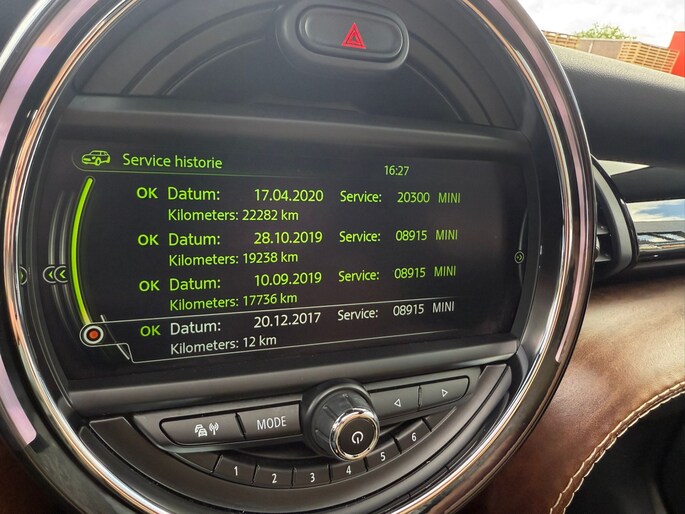 Service historie
16:27
OK Datum: 17.04.2020 Service: 20300 MINI
Kilometers: 22282 km
OK Datum: 28.10.2019 Service: 08915 MINI
Kilometers: 19238 km
OK Datum: 10.09.2019 Service: 08915 MINI
Kilometers: 17736 km
OK Datum: 20.12.2017 Service: 08915 MINI
Kilometers: 12 km
MODE
1 2 3 4 5 6